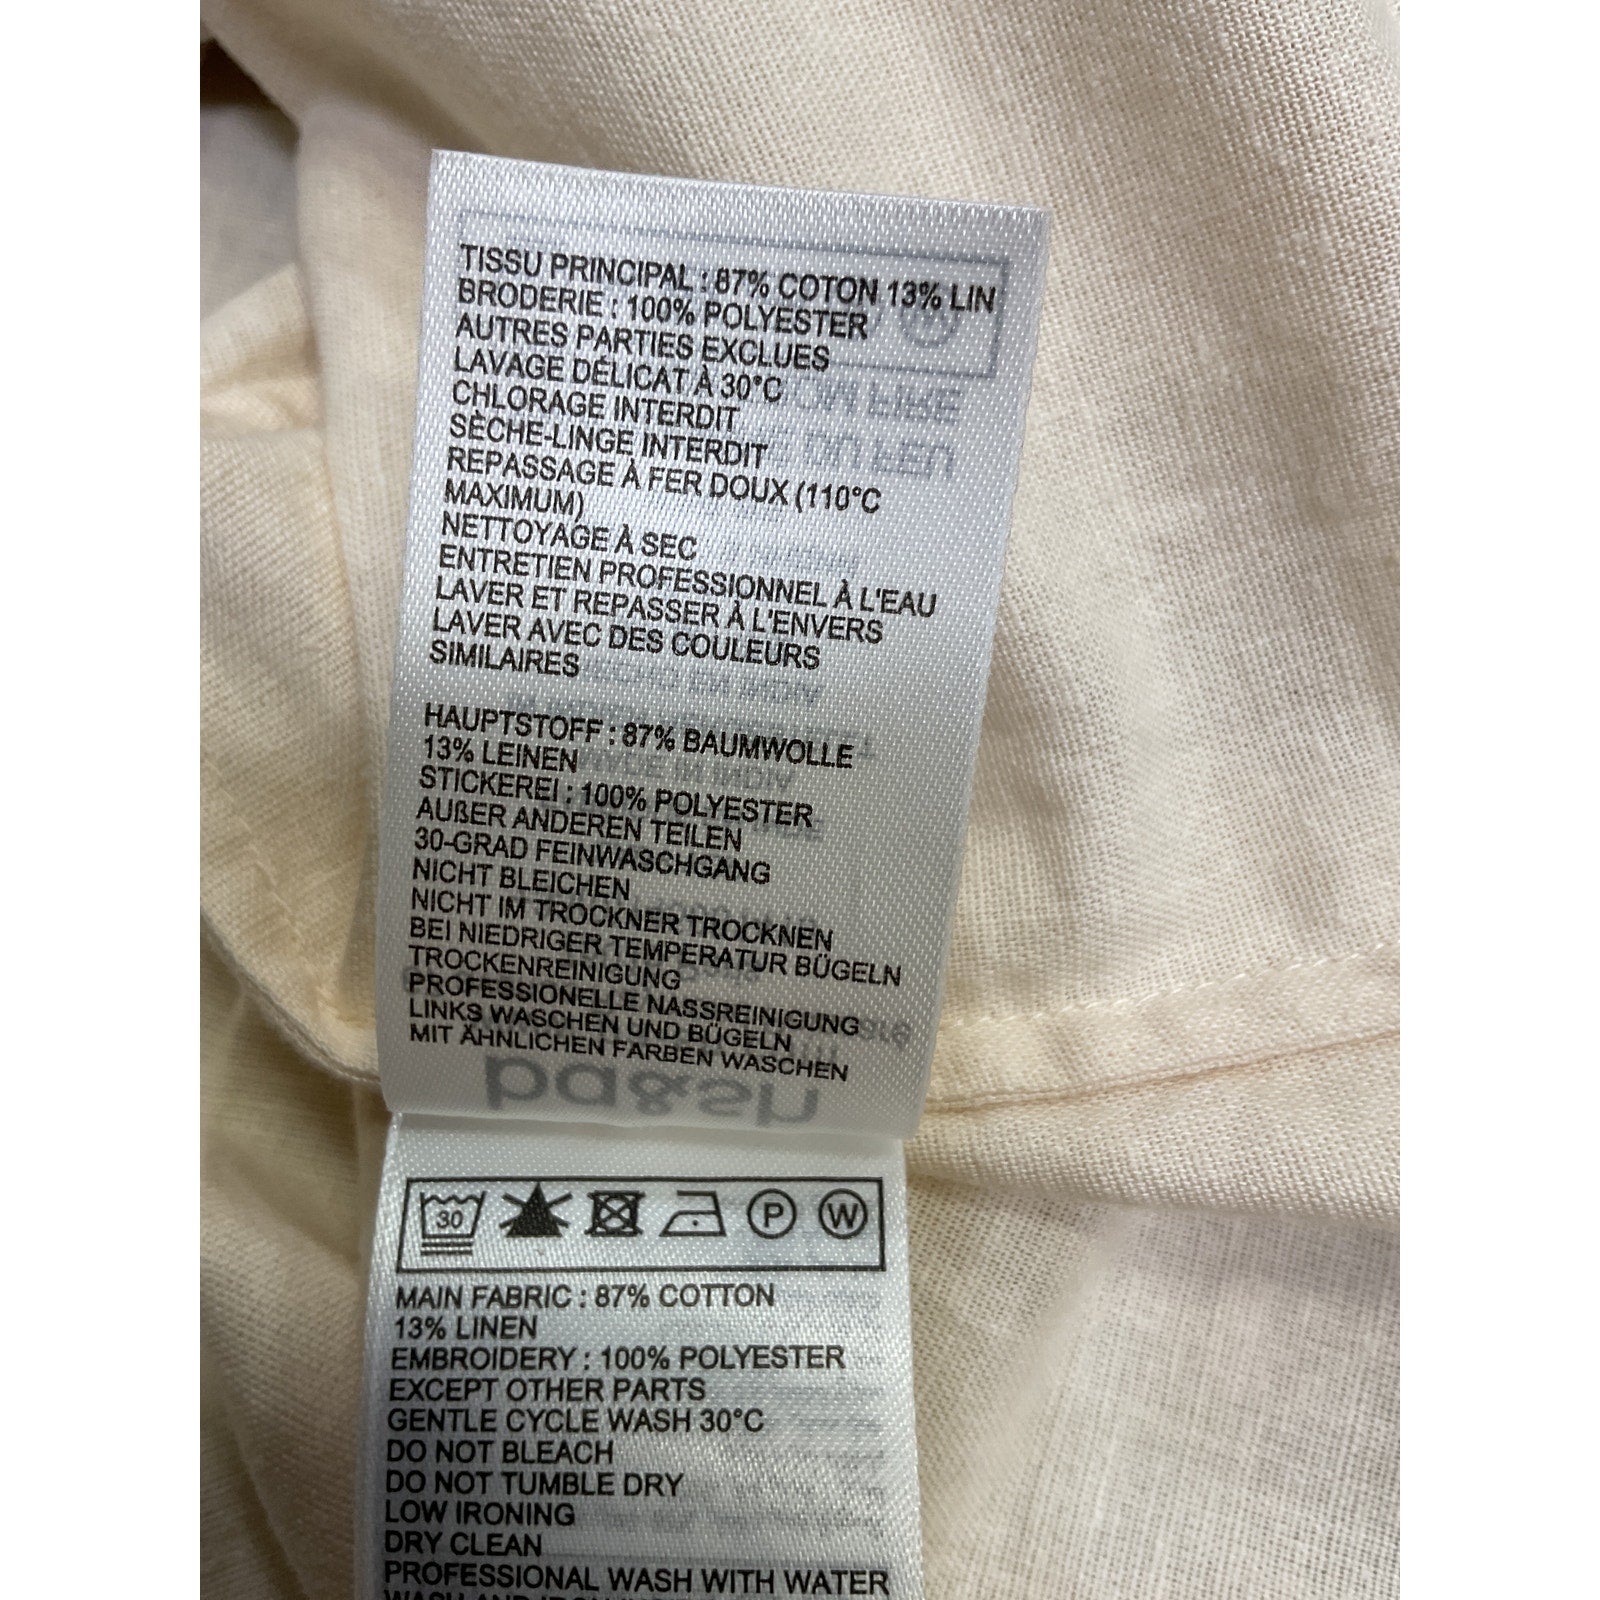 TISSU PRINCIPAL : 87% COTON 13% LIN
BRODERIE : 100% POLYESTER
AUTRES PARTIES EXCLUES
LAVAGE DÉLICAT À 30°C
CHLORAGE INTERDIT
SÈCHE-LINGE INTERDIT
REPASSAGE À FER DOUX (110°C
MAXIMUM)
NETTOYAGE À SEC
ENTRETIEN PROFESSIONNEL À L'EAU
LAVER ET REPASSER À L'ENVERS
LAVER AVEC DES COULEURS
SIMILAIRES
HAUPTSTOFF : 87% BAUMWOLLE
13% LEINEN
STICKEREI : 100% POLYESTER
AUßER ANDEREN TEILEN
30-GRAD FEINWASCHGANG
NICHT BLEICHEN
NICHT IM TROCKNER TROCKNEN
BEI NIEDRIGER TEMPERATUR BÜGELN
TROCKENREINIGUNG
PROFESSIONELLE NASSREINIGUNG
LINKS WASCHEN UND BÜGELN
MIT ÄHNLICHEN FARBEN WASCHEN
ba&sh
30 P W
MAIN FABRIC : 87% COTTON
13% LINEN
EMBROIDERY : 100% POLYESTER
EXCEPT OTHER PARTS
GENTLE CYCLE WASH 30°C
DO NOT BLEACH
DO NOT TUMBLE DRY
LOW IRONING
DRY CLEAN
PROFESSIONAL WASH WITH WATER
WASH AND IRON